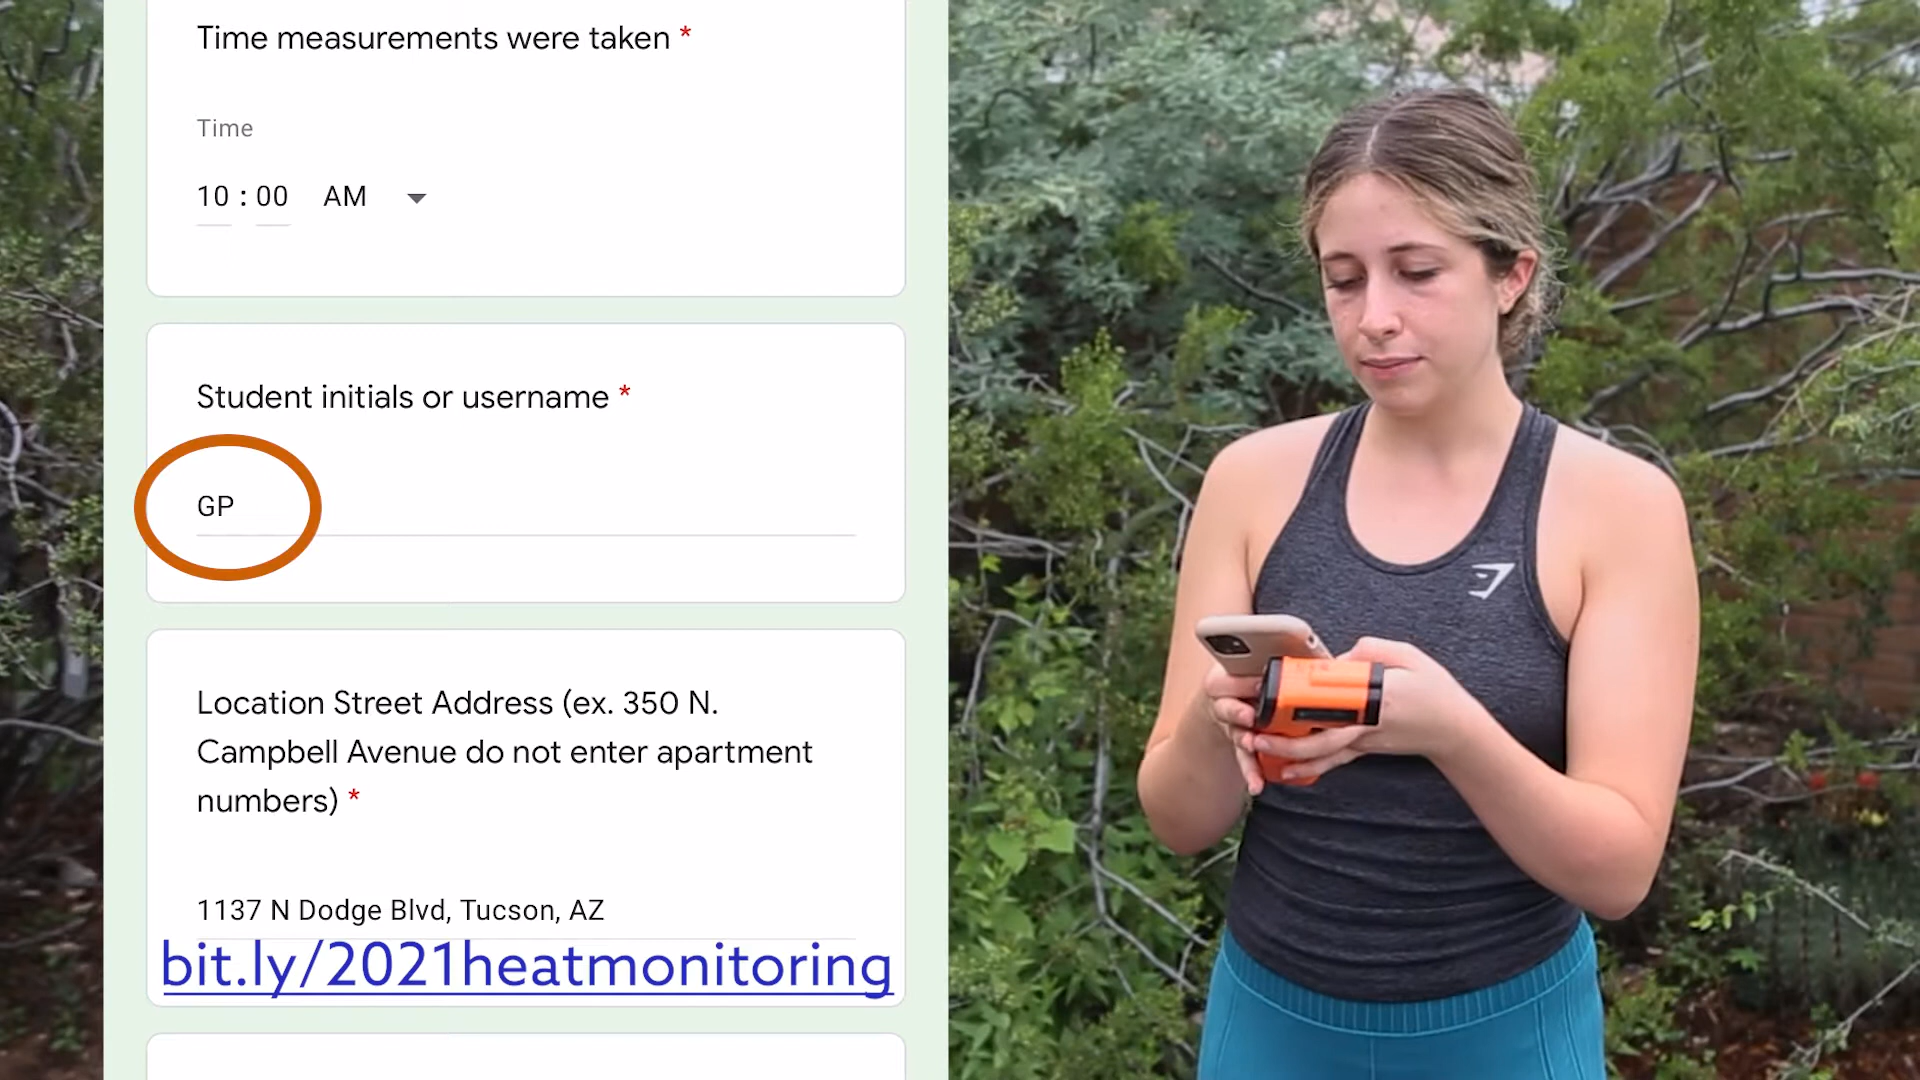 Time measurements were taken *
Time
10 : 00 AM
Student initials or username *
GP
Location Street Address (ex. 350 N.
Campbell Avenue do not enter apartment
numbers) *
1137 N Dodge Blvd, Tucson, AZ
bit.ly/2021heatmonitoring